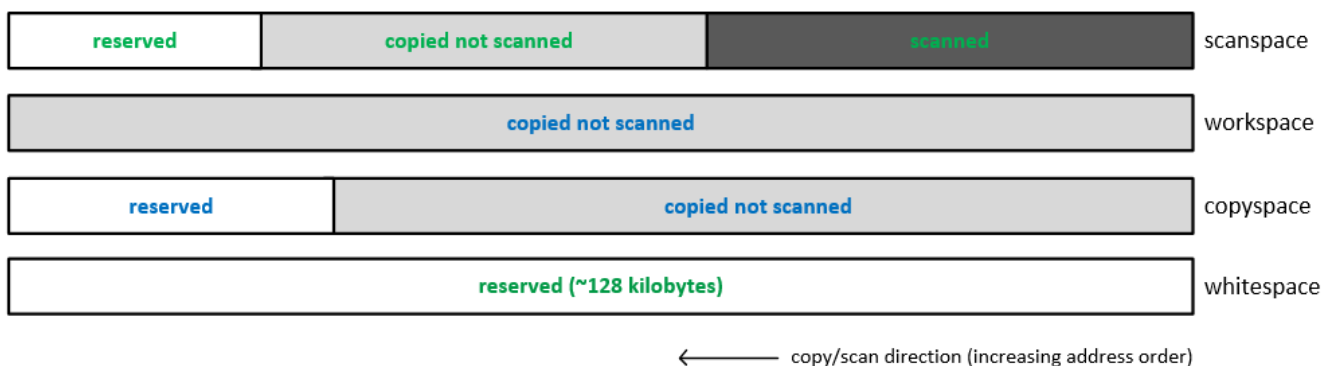 reserved copied not scanned scanned scanspace
copied not scanned workspace
reserved copied not scanned copyspace
reserved (~128 kilobytes) whitespace
copy/scan direction (increasing address order)